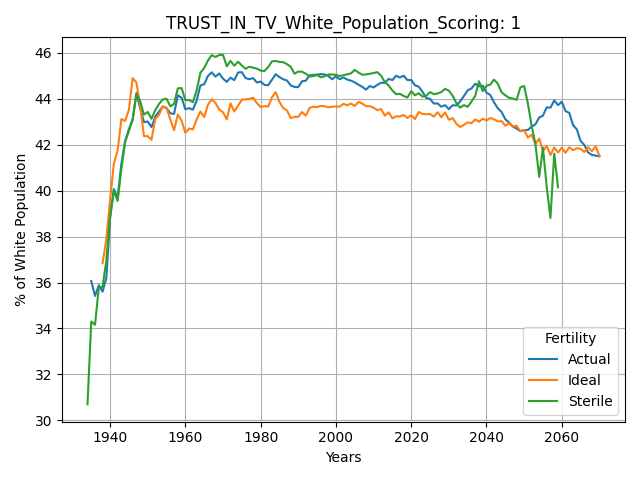 TRUST_IN_TV_White_Population_Scoring: 1
% of White Population
46
44
42
40
38
36
34
32
30
1940
1960
1980
2000
2020
2040
2060
Years
Fertility
Actual
Ideal
Sterile